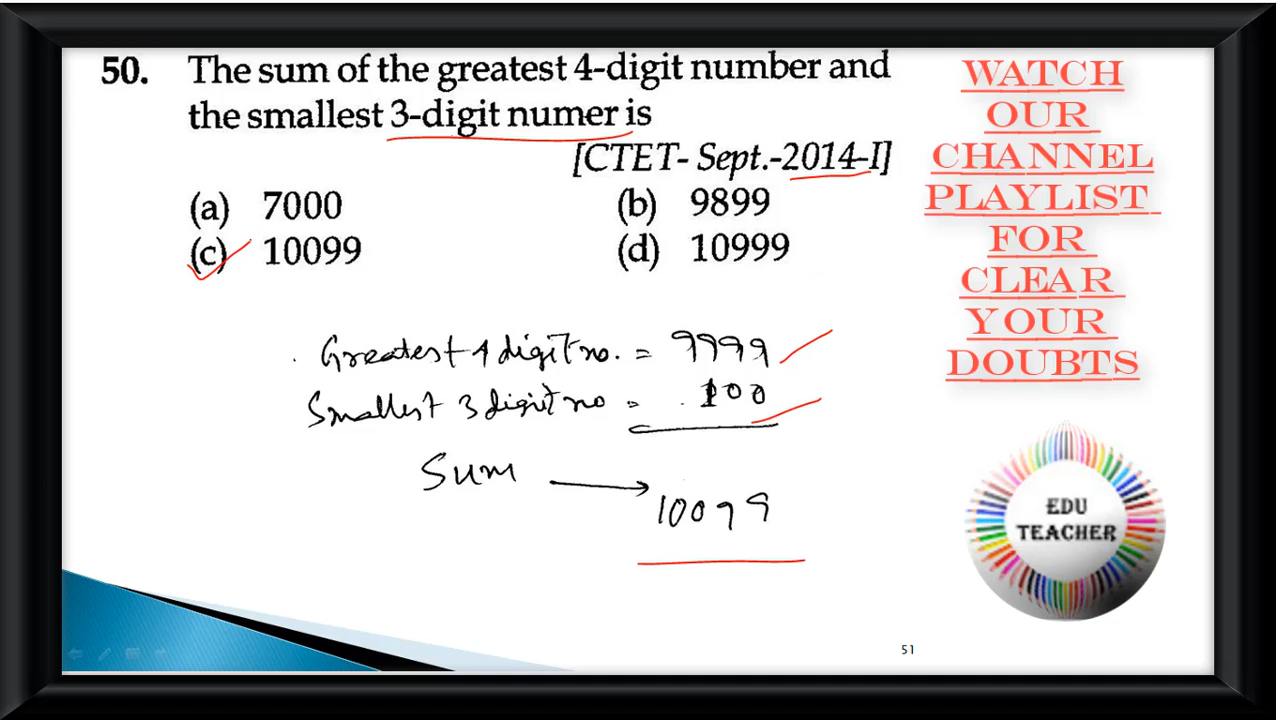 50. The sum of the greatest 4-digit number and
the smallest 3-digit numer is
[CTET- Sept.-2014-I]
(a) 7000 (b) 9899
(c) 10099 (d) 10999
Greatest 4 digit no. = 9999
Smallest 3 digit no = 100
Sum → 10099
WATCH
OUR
CHANNEL
PLAYLIST
FOR
CLEAR
YOUR
DOUBTS
EDU
TEACHER
51